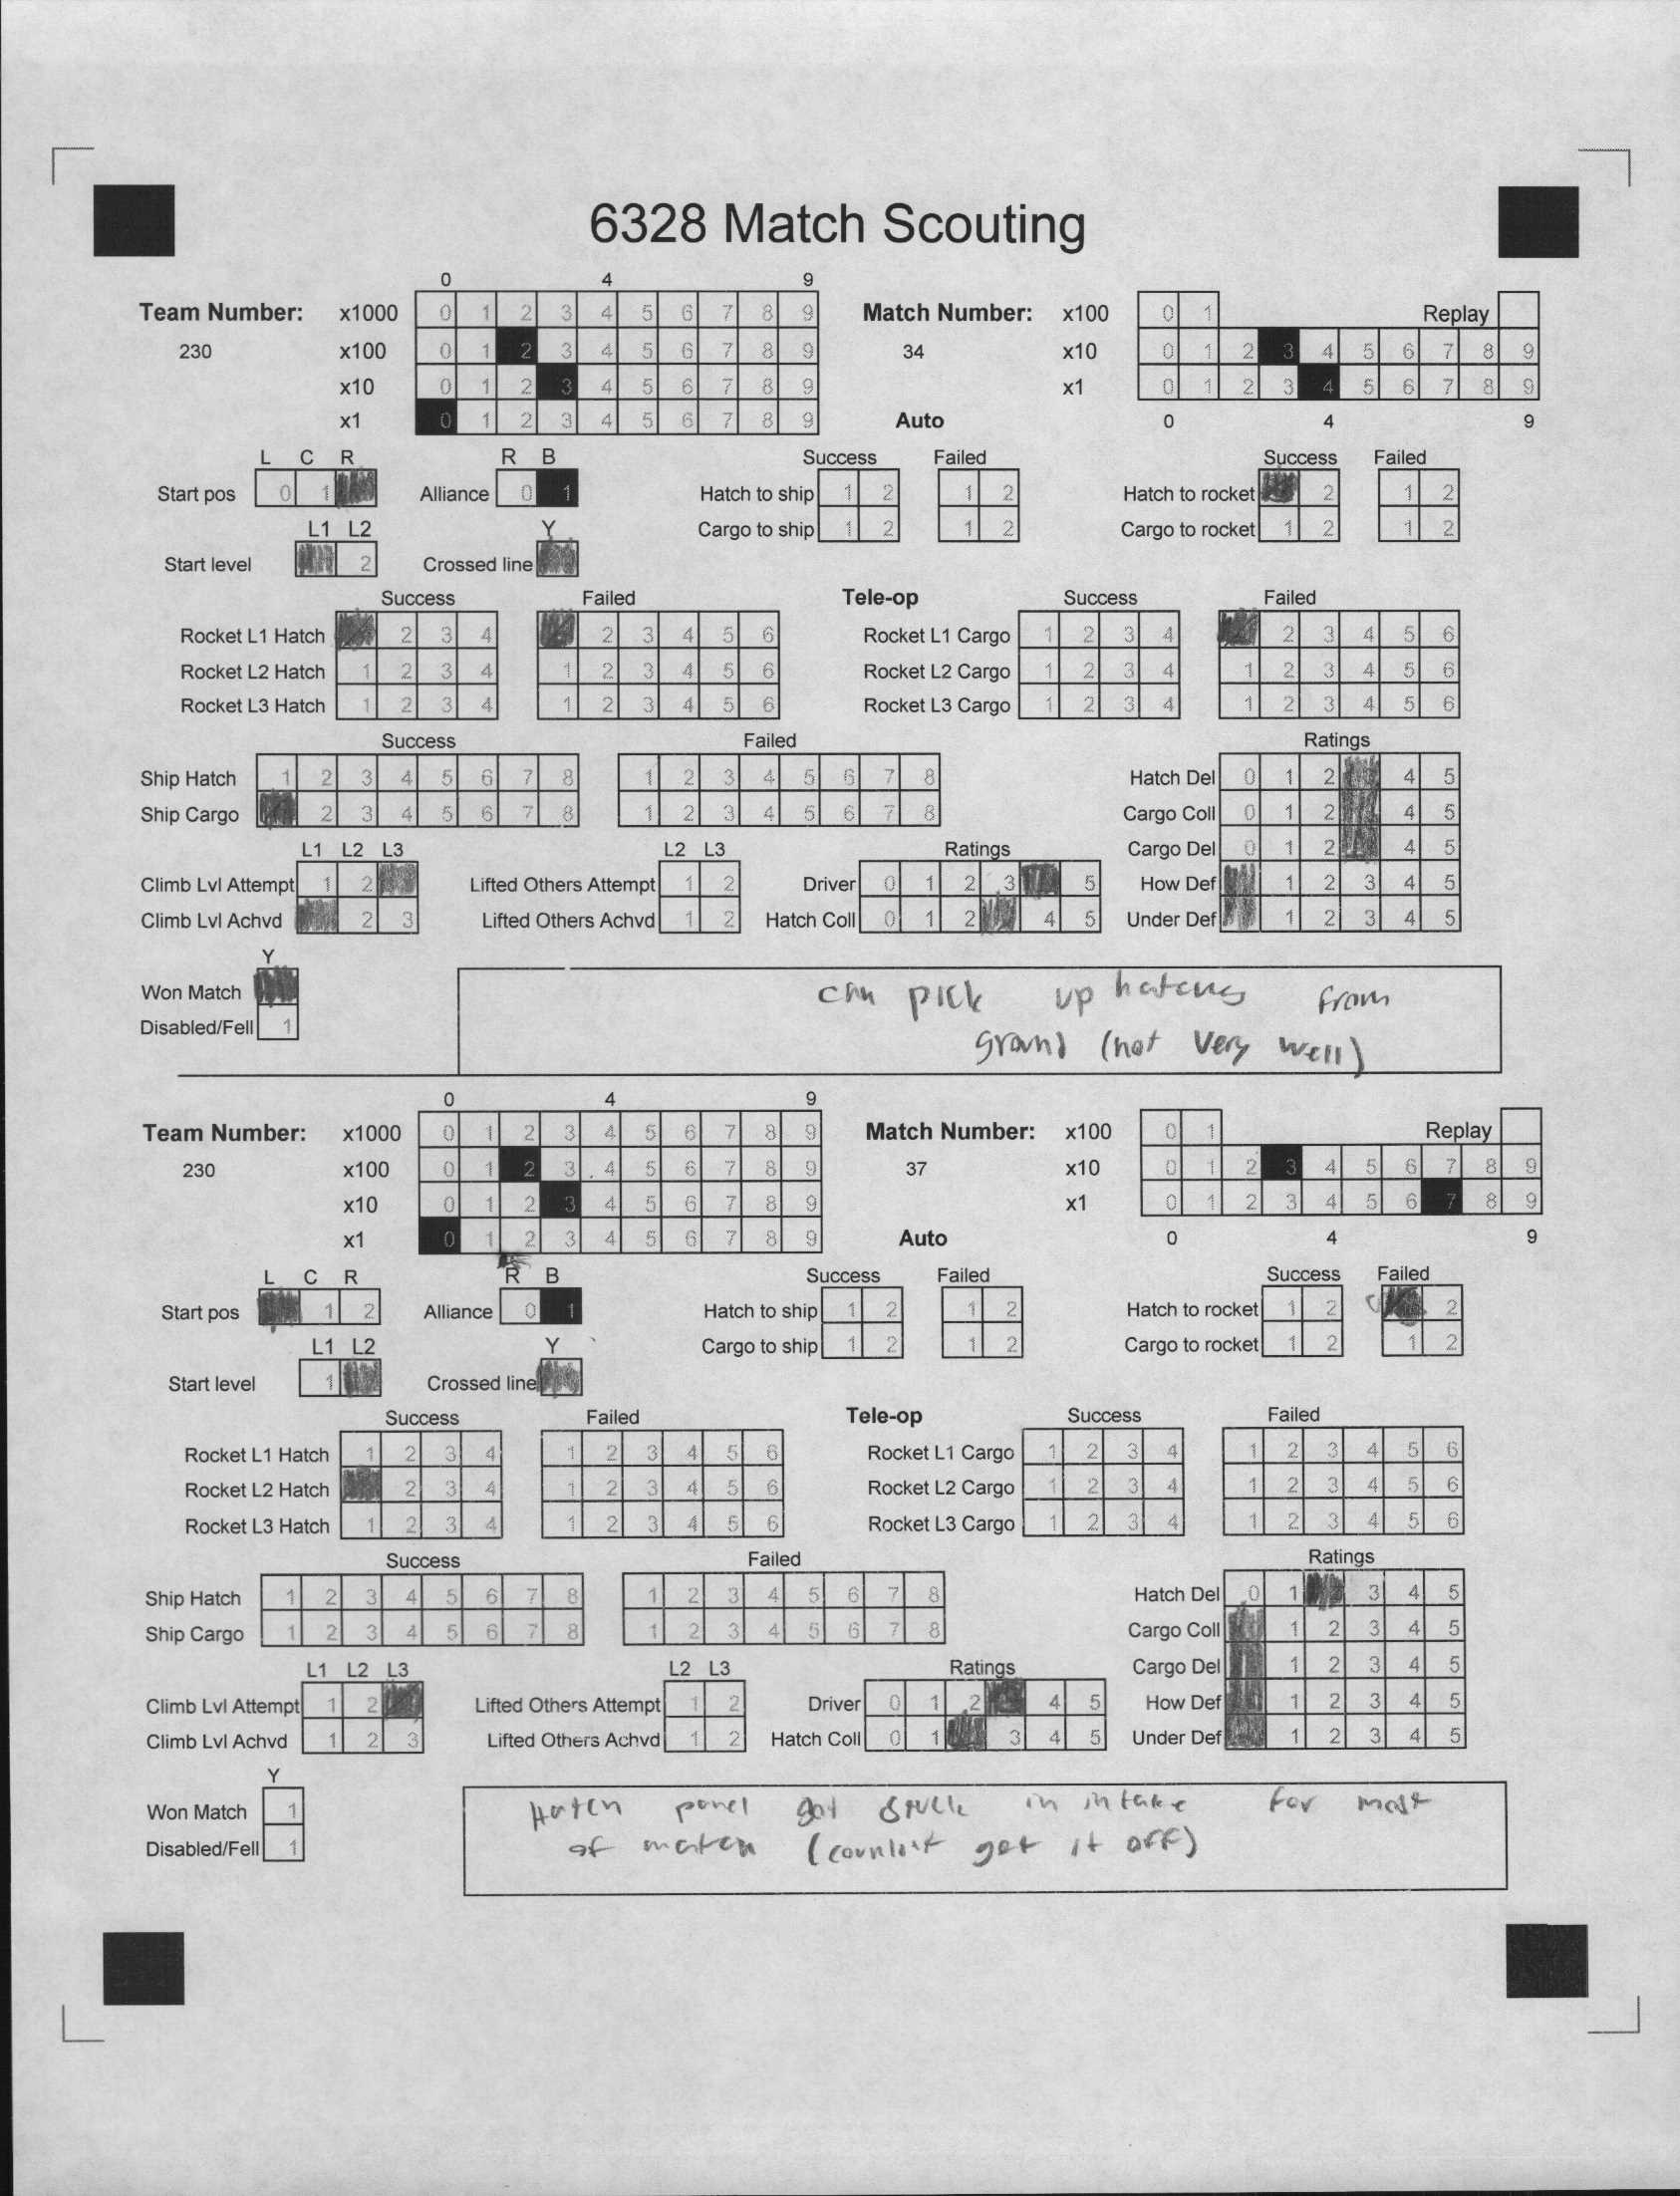 6328 Match Scouting
0 4 9
Team Number: x1000 0 1 2 3 4 5 6 7 8 9 Match Number: x100 0 1 Replay
230 x100 0 1 2 3 4 5 6 7 8 9 34 x10 0 1 2 3 4 5 6 7 8 9
x10 0 1 2 3 4 5 6 7 8 9 x1 0 1 2 3 4 5 6 7 8 9
x1 0 1 2 3 4 5 6 7 8 9 Auto 0 4 9
L C R R B Success Failed Success Failed
Start pos 0 1 Alliance 0 1 Hatch to ship 1 2 1 2 Hatch to rocket 2 1 2
L1 L2 Y Cargo to ship 1 2 1 2 Cargo to rocket 1 2 1 2
Start level 2 Crossed line
Success Failed Tele-op Success Failed
Rocket L1 Hatch 2 3 4 2 3 4 5 6 Rocket L1 Cargo 1 2 3 4 2 3 4 5 6
Rocket L2 Hatch 1 2 3 4 1 2 3 4 5 6 Rocket L2 Cargo 1 2 3 4 1 2 3 4 5 6
Rocket L3 Hatch 1 2 3 4 1 2 3 4 5 6 Rocket L3 Cargo 1 2 3 4 1 2 3 4 5 6
Success Failed Ratings
Ship Hatch 1 2 3 4 5 6 7 8 1 2 3 4 5 6 7 8 Hatch Del 0 1 2 4 5
Ship Cargo 2 3 4 5 6 7 8 1 2 3 4 5 6 7 8 Cargo Coll 0 1 2 4 5
L1 L2 L3 L2 L3 Ratings Cargo Del 0 1 2 4 5
Climb Lvl Attempt 1 2 Lifted Others Attempt 1 2 Driver 0 1 2 3 5 How Def 1 2 3 4 5
Climb Lvl Achvd 2 3 Lifted Others Achvd 1 2 Hatch Coll 0 1 2 4 5 Under Def 1 2 3 4 5
Y
Won Match can pick up hatches from
Disabled/Fell 1 grand (not very well)
0 4 9
Team Number: x1000 0 1 2 3 4 5 6 7 8 9 Match Number: x100 0 1 Replay
230 x100 0 1 2 3 4 5 6 7 8 9 37 x10 0 1 2 3 4 5 6 7 8 9
x10 0 1 2 3 4 5 6 7 8 9 x1 0 1 2 3 4 5 6 7 8 9
x1 0 1 2 3 4 5 6 7 8 9 Auto 0 4 9
L C R R B Success Failed Success Failed
Start pos 1 2 Alliance 0 1 Hatch to ship 1 2 1 2 Hatch to rocket 1 2 2
L1 L2 Y Cargo to ship 1 2 1 2 Cargo to rocket 1 2 1 2
Start level 1 Crossed line
Success Failed Tele-op Success Failed
Rocket L1 Hatch 1 2 3 4 1 2 3 4 5 6 Rocket L1 Cargo 1 2 3 4 1 2 3 4 5 6
Rocket L2 Hatch 2 3 4 1 2 3 4 5 6 Rocket L2 Cargo 1 2 3 4 1 2 3 4 5 6
Rocket L3 Hatch 1 2 3 4 1 2 3 4 5 6 Rocket L3 Cargo 1 2 3 4 1 2 3 4 5 6
Success Failed Ratings
Ship Hatch 1 2 3 4 5 6 7 8 1 2 3 4 5 6 7 8 Hatch Del 0 1 3 4 5
Ship Cargo 1 2 3 4 5 6 7 8 1 2 3 4 5 6 7 8 Cargo Coll 1 2 3 4 5
L1 L2 L3 L2 L3 Ratings Cargo Del 1 2 3 4 5
Climb Lvl Attempt 1 2 Lifted Others Attempt 1 2 Driver 0 1 2 4 5 How Def 1 2 3 4 5
Climb Lvl Achvd 1 2 3 Lifted Others Achvd 1 2 Hatch Coll 0 1 3 4 5 Under Def 1 2 3 4 5
Y
Won Match 1 Hatch panel got stuck in intake for most
Disabled/Fell 1 of match (couldn't get it off)